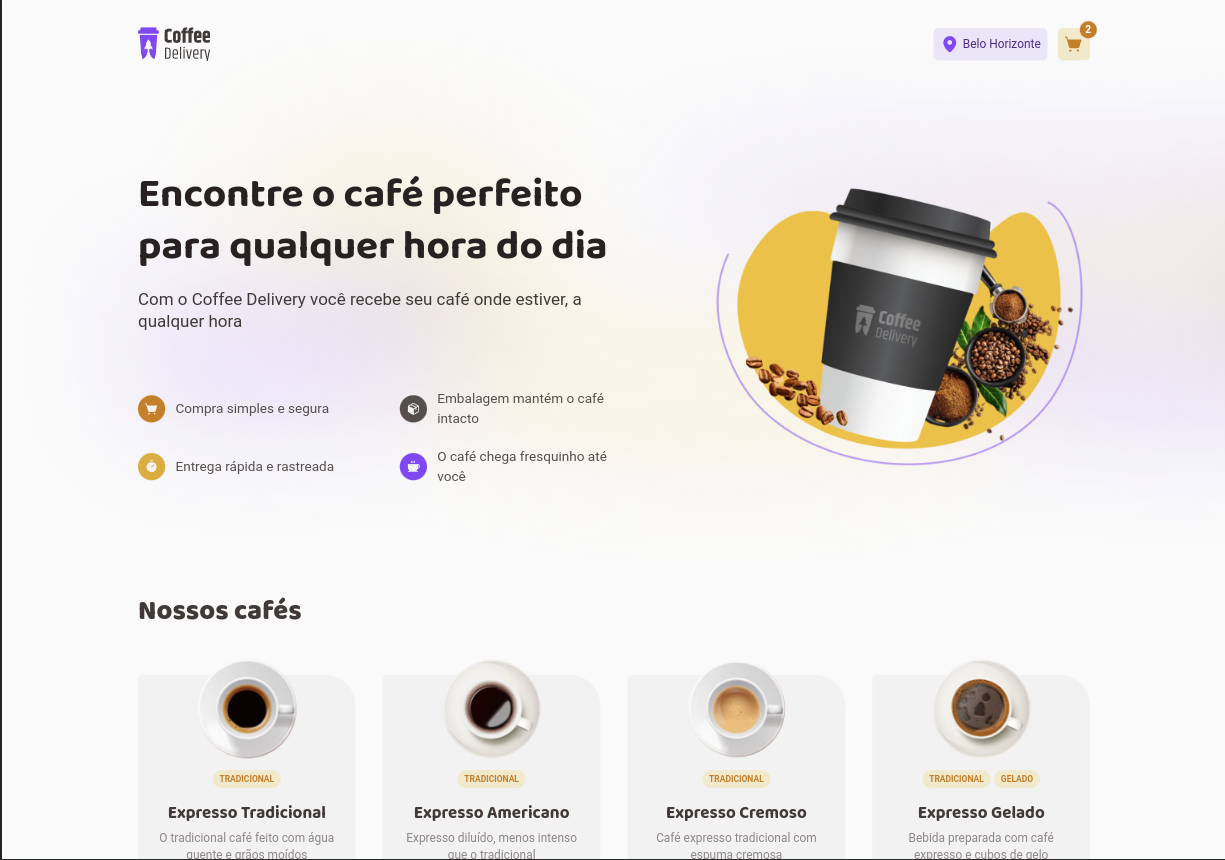 Coffee
Delivery
Belo Horizonte
2
Encontre o café perfeito
para qualquer hora do dia
Com o Coffee Delivery você recebe seu café onde estiver, a
qualquer hora
Coffee
Delivery
Compra simples e segura
Embalagem mantém o café
intacto
Entrega rápida e rastreada
O café chega fresquinho até
você
Nossos cafés
TRADICIONAL
Expresso Tradicional
O tradicional café feito com água
quente e grãos moídos
TRADICIONAL
Expresso Americano
Expresso diluído, menos intenso
que o tradicional
TRADICIONAL
Expresso Cremoso
Café expresso tradicional com
espuma cremosa
TRADICIONAL GELADO
Expresso Gelado
Bebida preparada com café
expresso e cubos de gelo